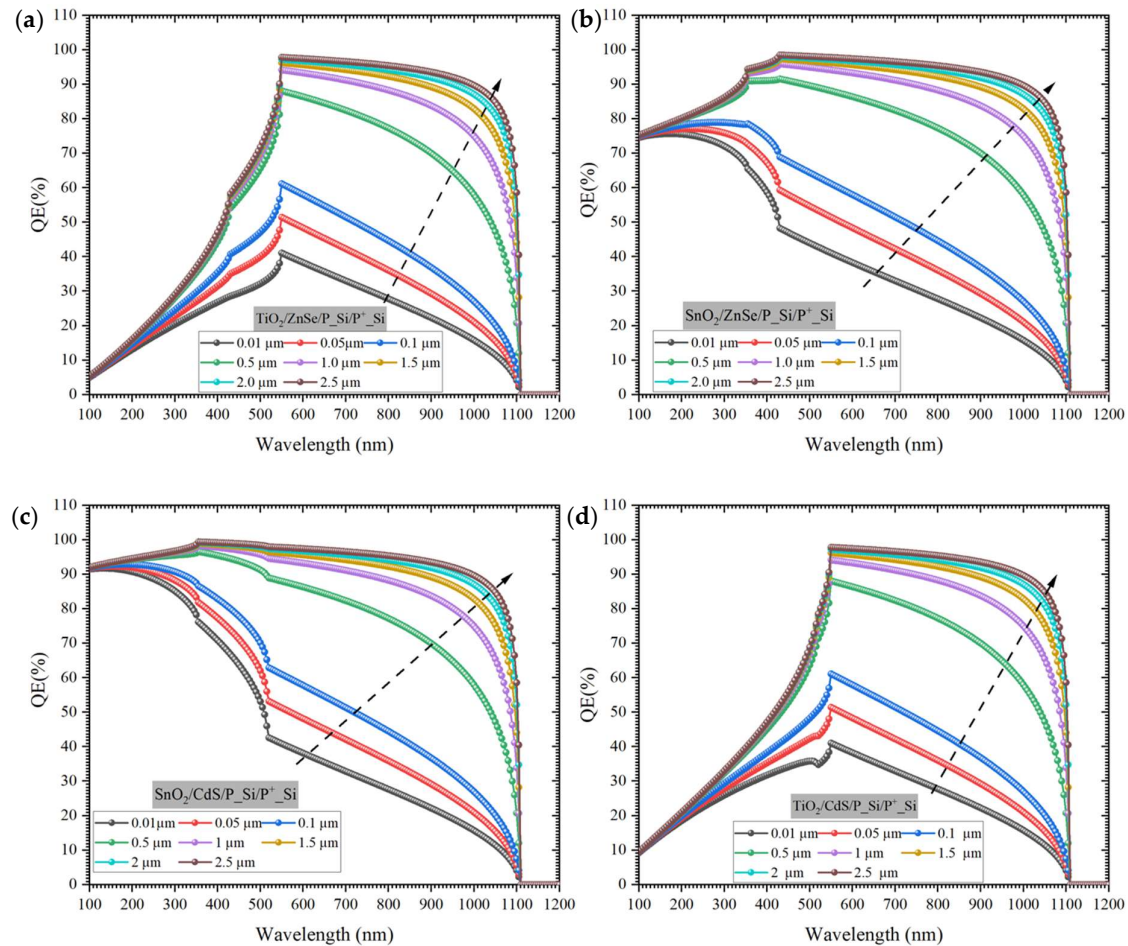 (a)
110
100
90
80
70
60
50
40
30
20
10
0
QE(%)
TiO2/ZnSe/P_Si/P+_Si
0.01 µm 0.05µm 0.1 µm
0.5 µm 1.0 µm 1.5 µm
2.0 µm 2.5 µm
100 200 300 400 500 600 700 800 900 1000 1100 1200
Wavelength (nm)
(b)
110
100
90
80
70
60
50
40
30
20
10
0
QE(%)
SnO2/ZnSe/P_Si/P+_Si
0.01 µm 0.05 µm 0.1 µm
0.5 µm 1.0 µm 1.5 µm
2.0 µm 2.5 µm
100 200 300 400 500 600 700 800 900 1000 1100 1200
Wavelength (nm)
(c)
110
100
90
80
70
60
50
40
30
20
10
0
QE(%)
SnO2/CdS/P_Si/P+_Si
0.01µm 0.05 µm 0.1 µm
0.5 µm 1 µm 1.5 µm
2 µm 2.5 µm
100 200 300 400 500 600 700 800 900 1000 1100 1200
Wavelength (nm)
(d)
110
100
90
80
70
60
50
40
30
20
10
0
QE(%)
TiO2/CdS/P_Si/P+_Si
0.01 µm 0.05 µm 0.1 µm
0.5 µm 1 µm 1.5 µm
2 µm 2.5 µm
100 200 300 400 500 600 700 800 900 1000 1100 1200
Wavelength (nm)